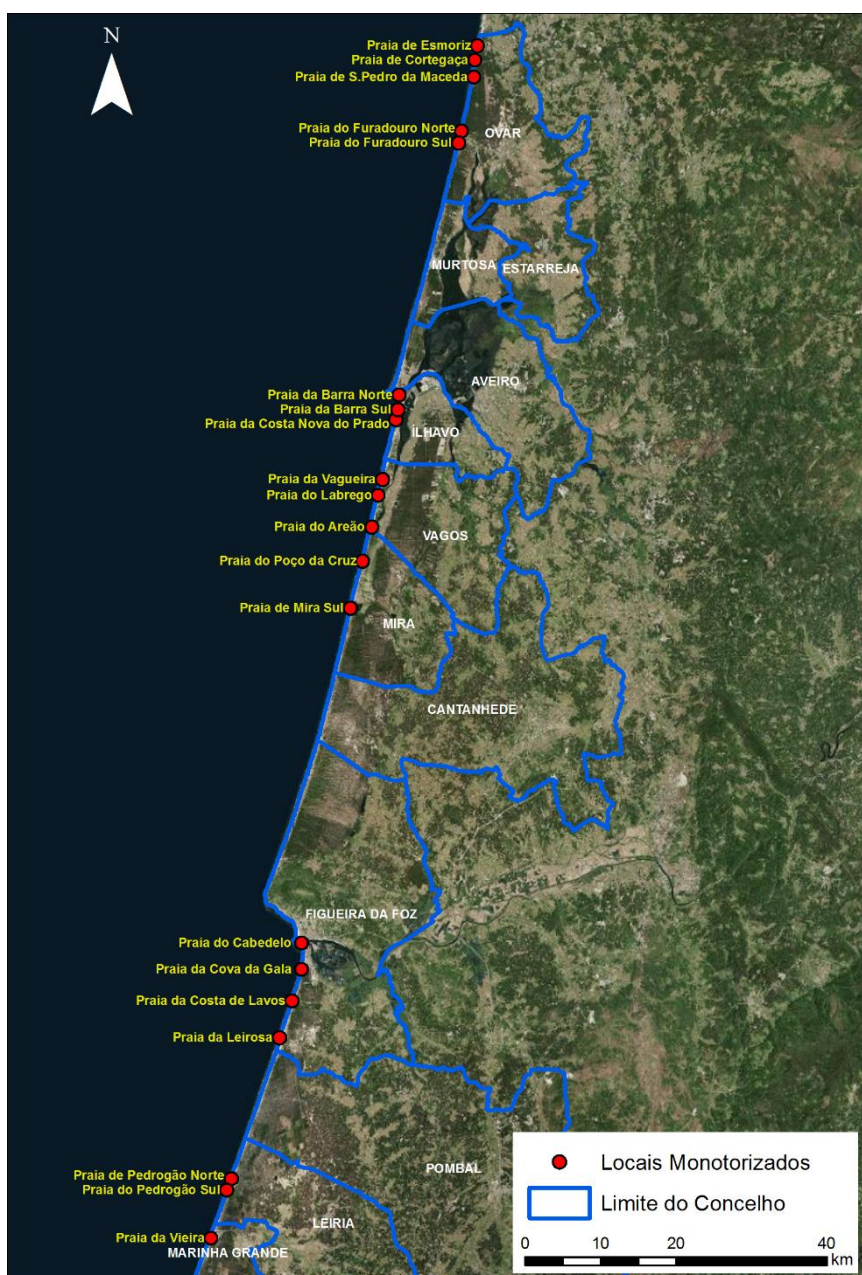 N
Praia de Esmoriz
Praia de Cortegaça
Praia de S.Pedro da Maceda
Praia do Furadouro Norte
OVAR
Praia do Furadouro Sul
MURTOSA
ESTARREJA
AVEIRO
Praia da Barra Norte
Praia da Barra Sul
Praia da Costa Nova do Prado
ÍLHAVO
Praia da Vagueira
Praia do Labrego
Praia do Areão
VAGOS
Praia do Poço da Cruz
Praia de Mira Sul
MIRA
CANTANHEDE
FIGUEIRA DA FOZ
Praia do Cabedelo
Praia da Cova da Gala
Praia da Costa de Lavos
Praia da Leirosa
POMBAL
Praia de Pedrogão Norte
Praia do Pedrogão Sul
LEIRIA
Praia da Vieira
MARINHA GRANDE
Locais Monotorizados
Limite do Concelho
0 10 20 40
km